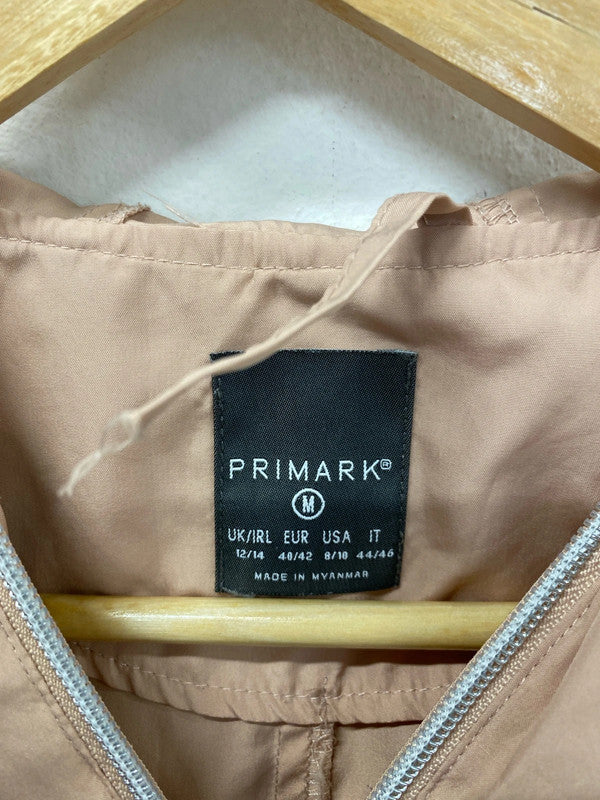 PRIMARK®
M
UK/IRL EUR USA IT
12/14 40/42 8/10 44/46
MADE IN MYANMAR